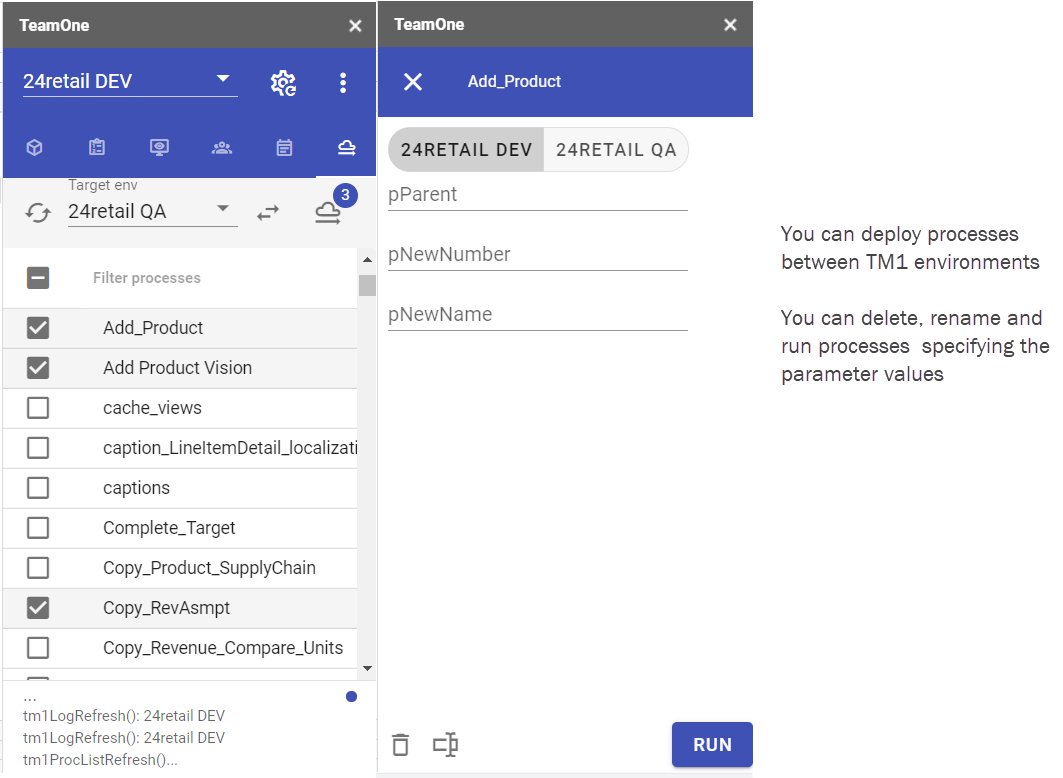 TeamOne
24retail DEV
Target env
24retail QA
3
Filter processes
Add_Product
Add Product Vision
cache_views
caption_LineItemDetail_localizati
captions
Complete_Target
Copy_Product_SupplyChain
Copy_RevAsmpt
Copy_Revenue_Compare_Units
...
tm1LogRefresh(): 24retail DEV
tm1LogRefresh(): 24retail DEV
tm1ProcListRefresh()...
TeamOne
Add_Product
24RETAIL DEV
24RETAIL QA
pParent
pNewNumber
pNewName
RUN
You can deploy processes
between TM1 environments
You can delete, rename and
run processes specifying the
parameter values